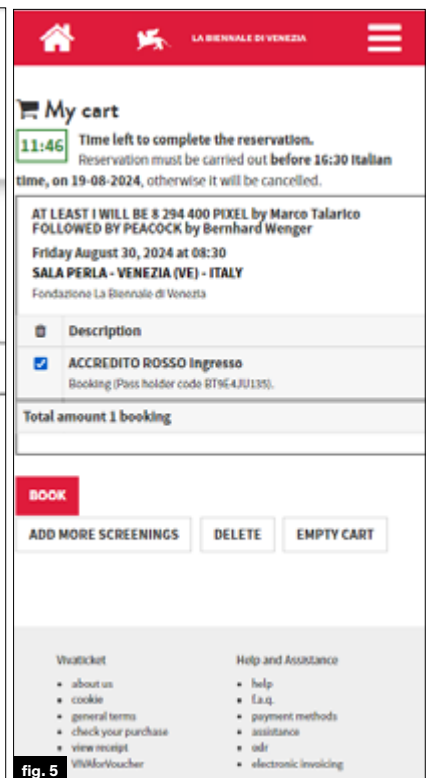 LA BIENNALE DI VENEZIA
My cart
11:46 Time left to complete the reservation.
Reservation must be carried out before 16:30 Italian
time, on 19-08-2024, otherwise it will be cancelled.
AT LEAST I WILL BE 8 294 400 PIXEL by Marco Talarico
FOLLOWED BY PEACOCK by Bernhard Wenger
Friday August 30, 2024 at 08:30
SALA PERLA - VENEZIA (VE) - ITALY
Fondazione La Biennale di Venezia
Description
ACCREDITO ROSSO Ingresso
Booking (Pass holder code BT9E4JU135).
Total amount 1 booking
BOOK
ADD MORE SCREENINGS DELETE EMPTY CART
Vivaticket
about us
cookie
general terms
check your purchase
view receipt
VIVAforVoucher
Help and Assistance
help
f.a.q.
payment methods
assistance
odr
electronic invoicing
fig. 5